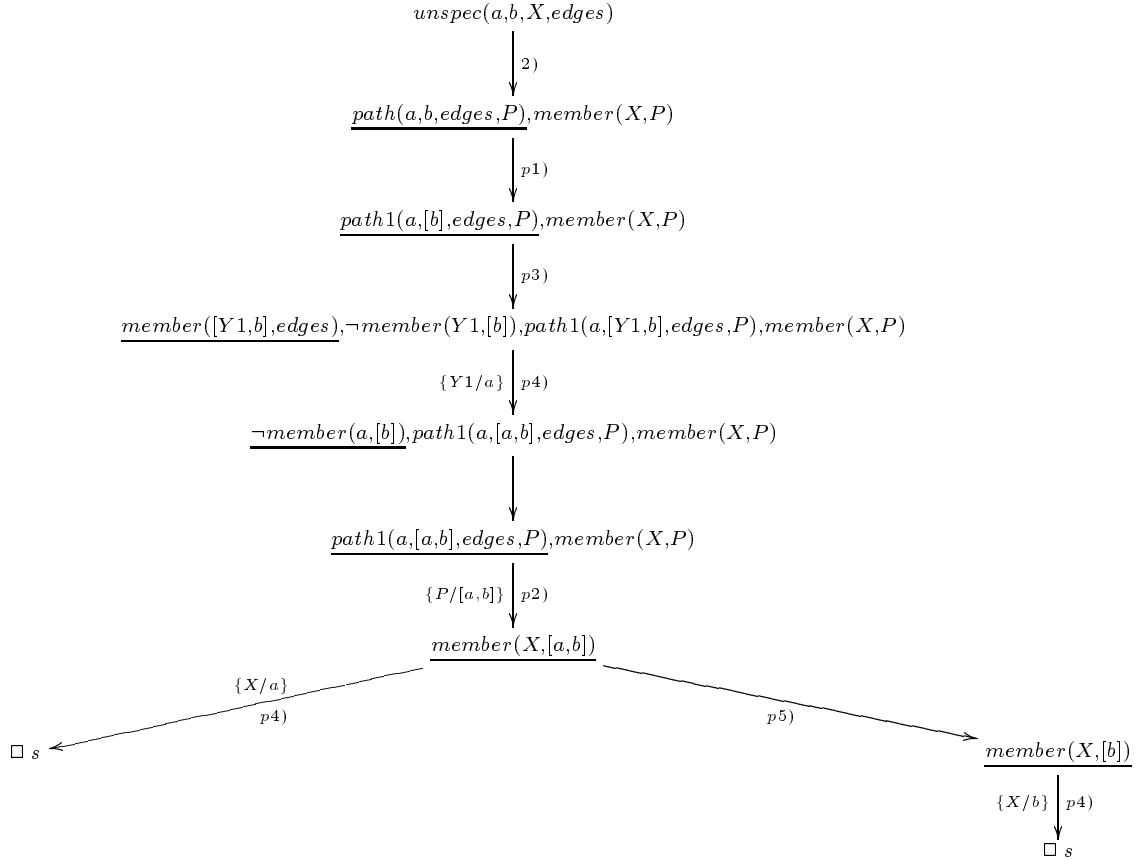 unspec(a,b,X,edges)
2)
path(a,b,edges,P),member(X,P)
p1)
path1(a,[b],edges,P),member(X,P)
p3)
member([Y1,b],edges),¬member(Y1,[b]),path1(a,[Y1,b],edges,P),member(X,P)
{Y1/a} p4)
¬member(a,[b]),path1(a,[a,b],edges,P),member(X,P)
path1(a,[a,b],edges,P),member(X,P)
{P/[a,b]} p2)
member(X,[a,b])
{X/a}
p4) p5)
□ s member(X,[b])
{X/b} p4)
□ s